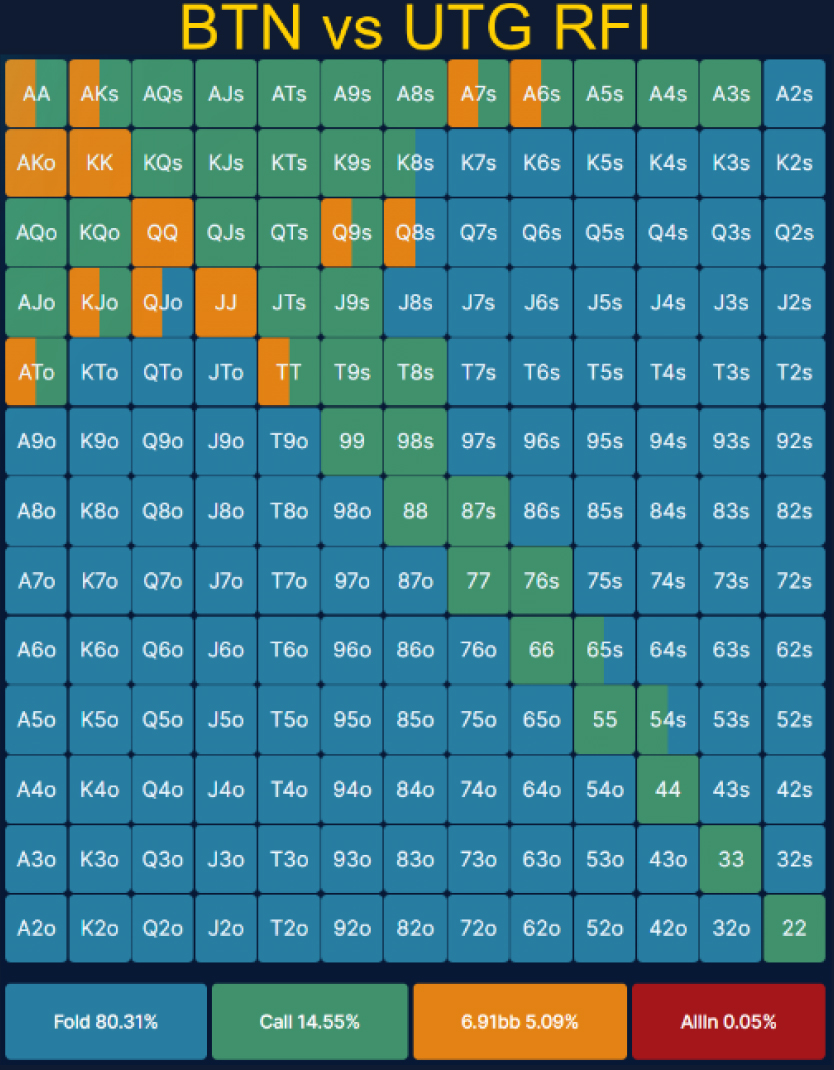 BTN vs UTG RFI
AA AKs AQs AJs ATs A9s A8s A7s A6s A5s A4s A3s A2s
AKo KK KQs KJs KTs K9s K8s K7s K6s K5s K4s K3s K2s
AQo KQo QQ QJs QTs Q9s Q8s Q7s Q6s Q5s Q4s Q3s Q2s
AJo KJo QJo JJ JTs J9s J8s J7s J6s J5s J4s J3s J2s
ATo KTo QTo JTo TT T9s T8s T7s T6s T5s T4s T3s T2s
A9o K9o Q9o J9o T9o 99 98s 97s 96s 95s 94s 93s 92s
A8o K8o Q8o J8o T8o 98o 88 87s 86s 85s 84s 83s 82s
A7o K7o Q7o J7o T7o 97o 87o 77 76s 75s 74s 73s 72s
A6o K6o Q6o J6o T6o 96o 86o 76o 66 65s 64s 63s 62s
A5o K5o Q5o J5o T5o 95o 85o 75o 65o 55 54s 53s 52s
A4o K4o Q4o J4o T4o 94o 84o 74o 64o 54o 44 43s 42s
A3o K3o Q3o J3o T3o 93o 83o 73o 63o 53o 43o 33 32s
A2o K2o Q2o J2o T2o 92o 82o 72o 62o 52o 42o 32o 22
Fold 80.31% Call 14.55% 6.91bb 5.09% AllIn 0.05%